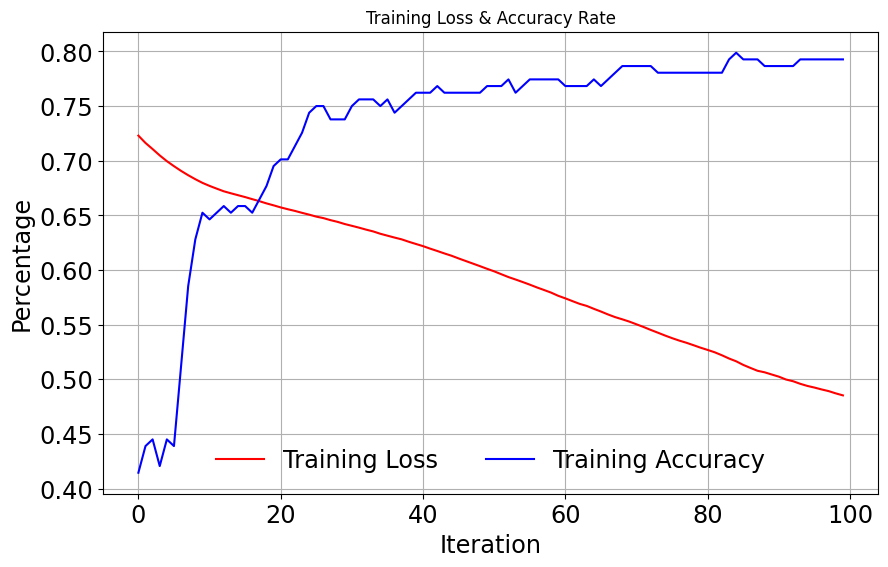 Training Loss & Accuracy Rate
0.80
0.75
0.70
0.65
0.60
0.55
0.50
0.45
0.40
Percentage
Training Loss Training Accuracy
0 20 40 60 80 100
Iteration